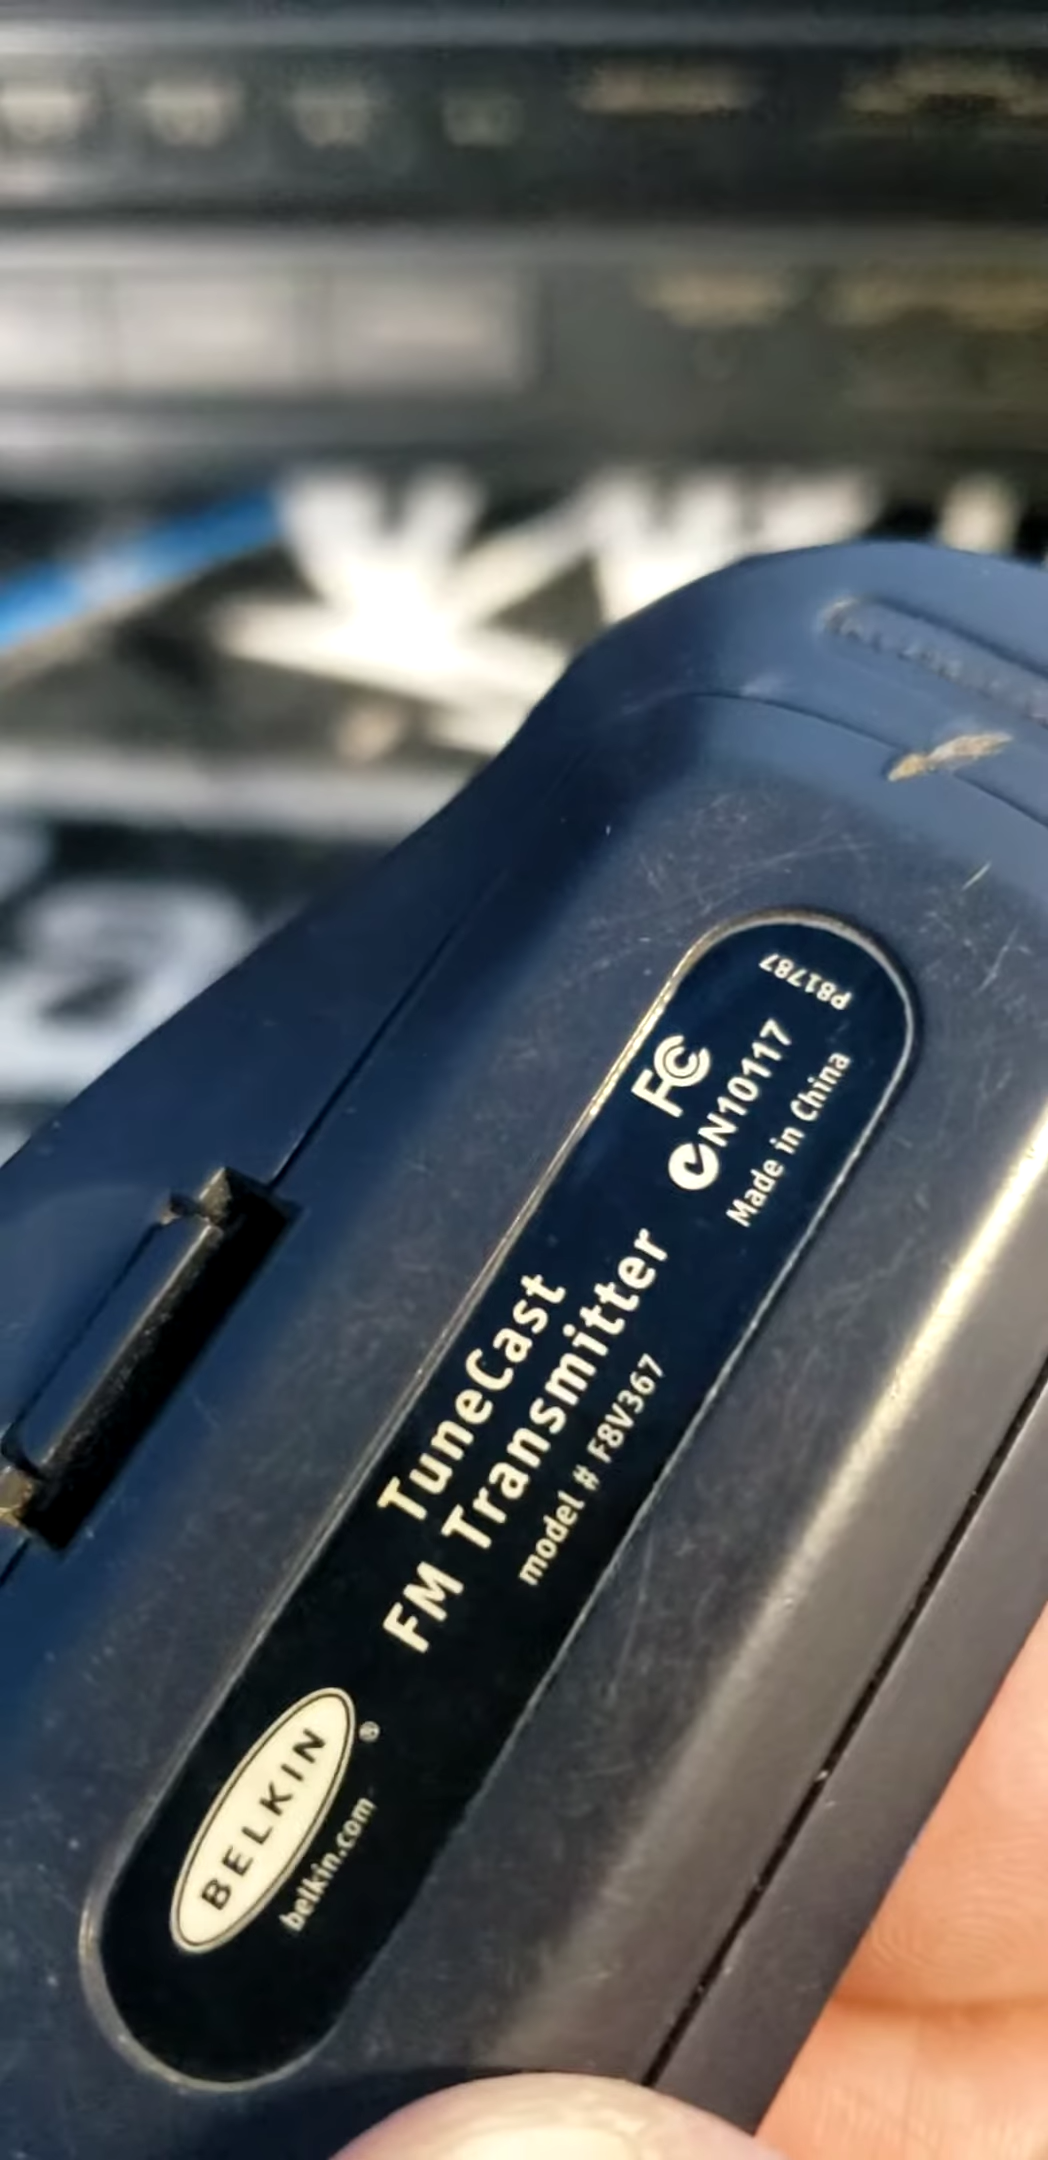 BELKIN®
belkin.com
TuneCast
FM Transmitter
model # F8V367
FC
N10117
Made in China
P81787